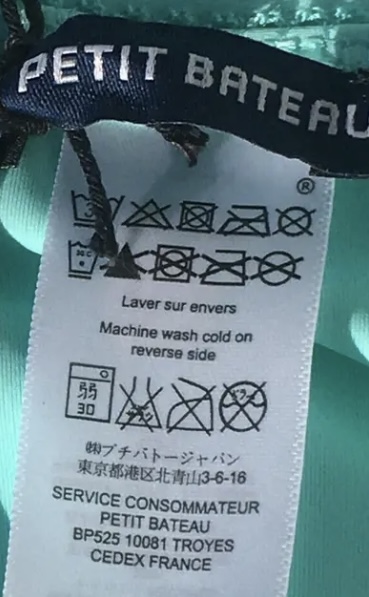 PETIT BATEAU
®
Laver sur envers
Machine wash cold on
reverse side
弱
30
㈱プチバトージャパン
東京都港区北青山3-6-16
SERVICE CONSOMMATEUR
PETIT BATEAU
BP525 10081 TROYES
CEDEX FRANCE